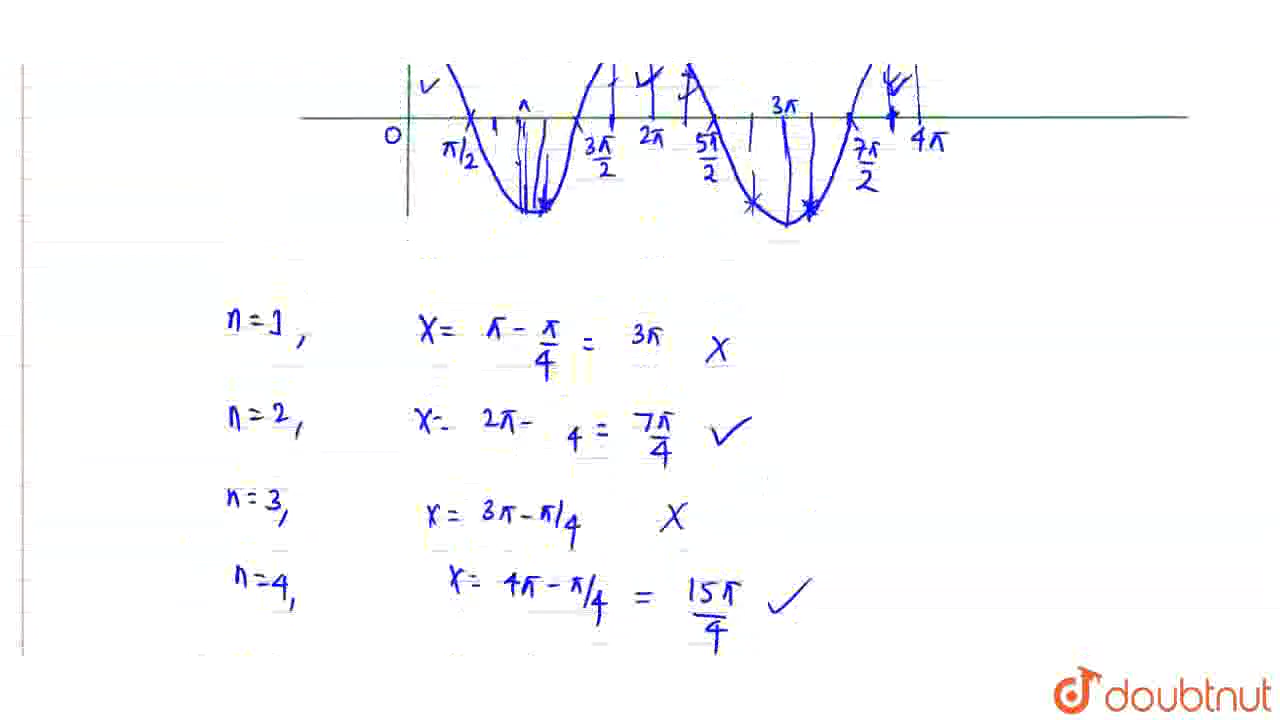 π 3π
0 π/2 3π/2 2π 5π/2 7π/2 4π
n=1, x= π - π/4 = 3π X
n=2, x= 2π- 4 = 7π/4 ✓
n=3, x= 3π-π/4 X
n=4, x= 4π-π/4 = 15π/4 ✓
doubtnut